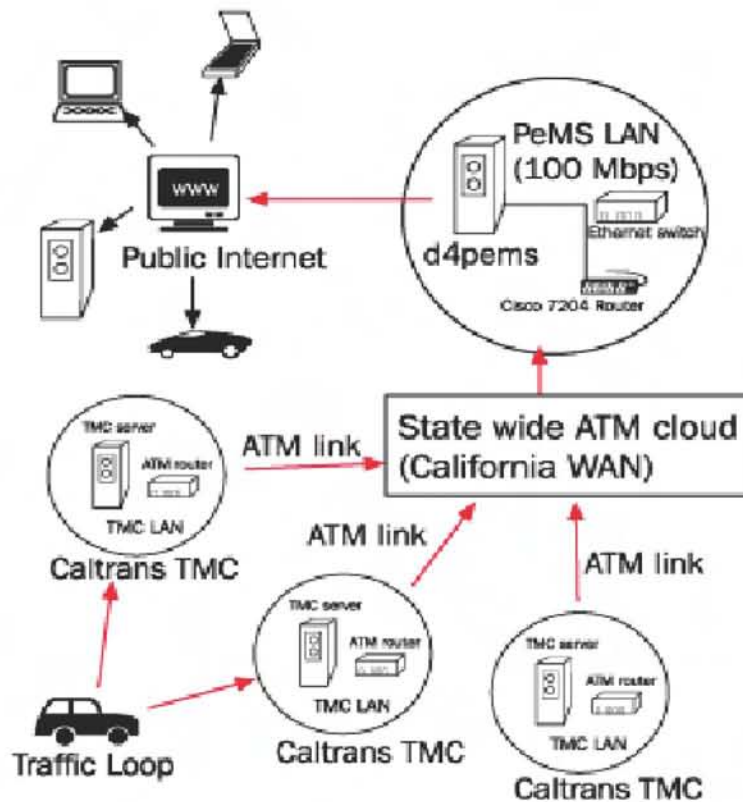 www
Public Internet
PeMS LAN
(100 Mbps)
Ethernet switch
d4pems
Cisco 7204 Router
State wide ATM cloud
(California WAN)
TMC server
ATM router
TMC LAN
Caltrans TMC
ATM link
ATM link
ATM link
TMC server
ATM router
TMC LAN
Caltrans TMC
TMC server
ATM router
TMC LAN
Caltrans TMC
Traffic Loop